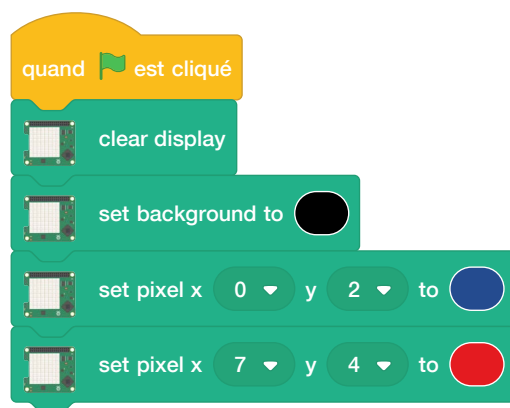 quand est cliqué
clear display
set background to
set pixel x 0 y 2 to
set pixel x 7 y 4 to